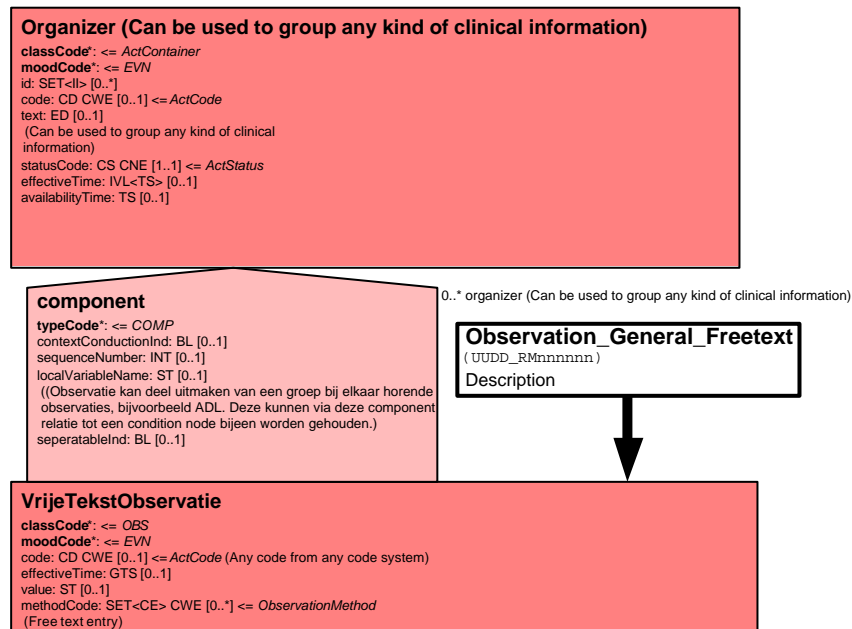 Organizer (Can be used to group any kind of clinical information)
classCode*: <= ActContainer
moodCode*: <= EVN
id: SET<II> [0..*]
code: CD CWE [0..1] <= ActCode
text: ED [0..1]
(Can be used to group any kind of clinical
information)
statusCode: CS CNE [1..1] <= ActStatus
effectiveTime: IVL<TS> [0..1]
availabilityTime: TS [0..1]
0..* organizer (Can be used to group any kind of clinical information)
component
typeCode*: <= COMP
contextConductionInd: BL [0..1]
sequenceNumber: INT [0..1]
localVariableName: ST [0..1]
((Observatie kan deel uitmaken van een groep bij elkaar horende
observaties, bijvoorbeeld ADL. Deze kunnen via deze component
relatie tot een condition node bijeen worden gehouden.)
seperatableInd: BL [0..1]
Observation_General_Freetext
(UUDD_RMnnnnnn)
Description
VrijeTekstObservatie
classCode*: <= OBS
moodCode*: <= EVN
code: CD CWE [0..1] <= ActCode (Any code from any code system)
effectiveTime: GTS [0..1]
value: ST [0..1]
methodCode: SET<CE> CWE [0..*] <= ObservationMethod
(Free text entry)